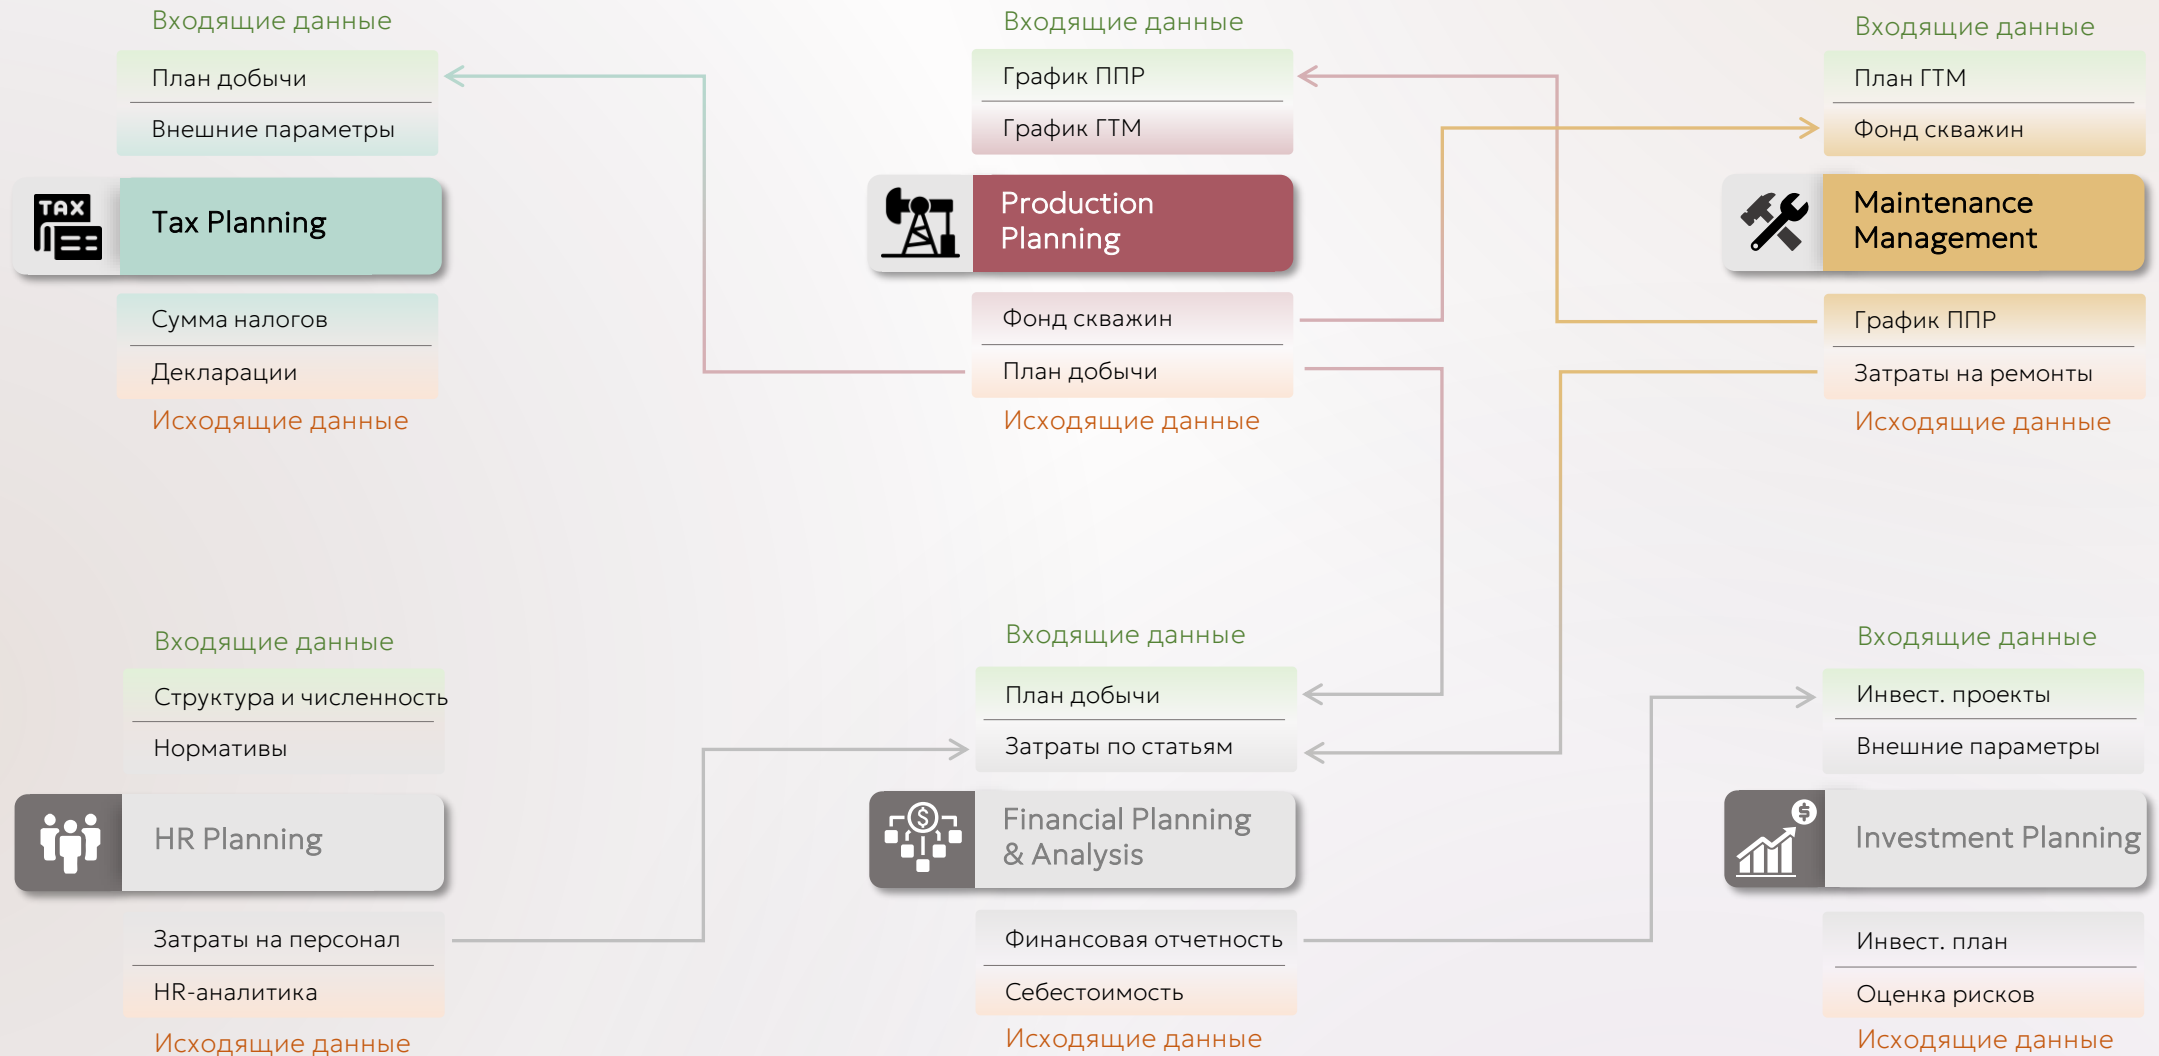 Входящие данные
План добычи
Внешние параметры
TAX
Tax Planning
Сумма налогов
Декларации
Исходящие данные
Входящие данные
График ППР
График ГТМ
Production
Planning
Фонд скважин
План добычи
Исходящие данные
Входящие данные
План ГТМ
Фонд скважин
Maintenance
Management
График ППР
Затраты на ремонты
Исходящие данные
Входящие данные
Структура и численность
Нормативы
HR Planning
Затраты на персонал
HR-аналитика
Исходящие данные
Входящие данные
План добычи
Затраты по статьям
$
Financial Planning
& Analysis
Финансовая отчетность
Себестоимость
Исходящие данные
Входящие данные
Инвест. проекты
Внешние параметры
$
Investment Planning
Инвест. план
Оценка рисков
Исходящие данные